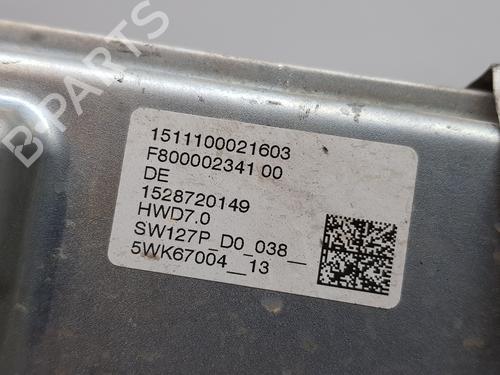 B-PARTS
1511100021603
F800002341 00
DE
1528720149
HWD7.0
SW127P_D0_038__
5WK67004__13